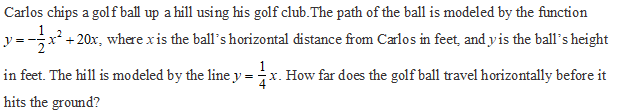 Carlos chips a golf ball up a hill using his golf club.The path of the ball is modeled by the function
y = -\frac{1}{2}x² + 20x, where x is the ball's horizontal distance from Carlos in feet, and y is the ball's height
in feet. The hill is modeled by the line y = \frac{1}{4}x. How far does the golf ball travel horizontally before it
hits the ground?